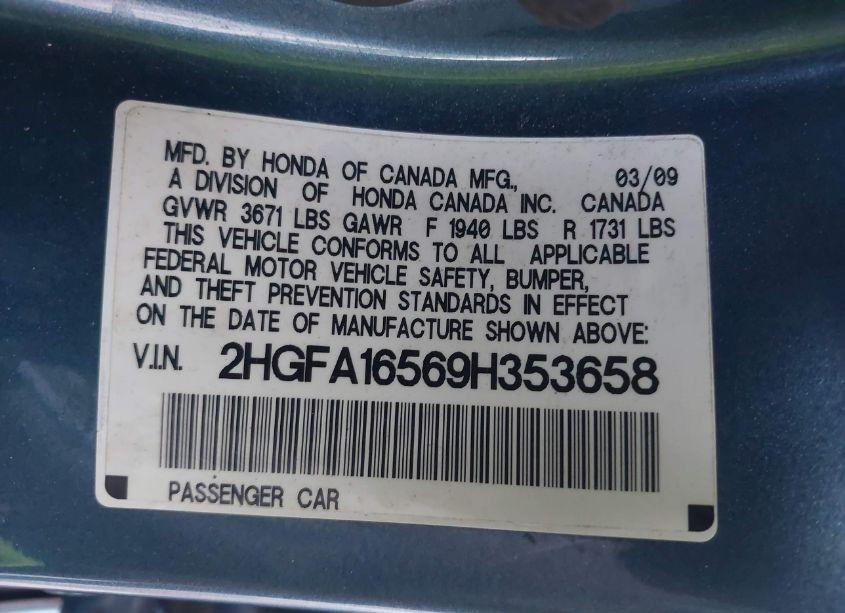 MFD. BY HONDA OF CANADA MFG., 03/09
A DIVISION OF HONDA CANADA INC. CANADA
GVWR 3671 LBS GAWR F 1940 LBS R 1731 LBS
THIS VEHICLE CONFORMS TO ALL APPLICABLE
FEDERAL MOTOR VEHICLE SAFETY, BUMPER,
AND THEFT PREVENTION STANDARDS IN EFFECT
ON THE DATE OF MANUFACTURE SHOWN ABOVE:
V.I.N. 2HGFA16569H353658
PASSENGER CAR